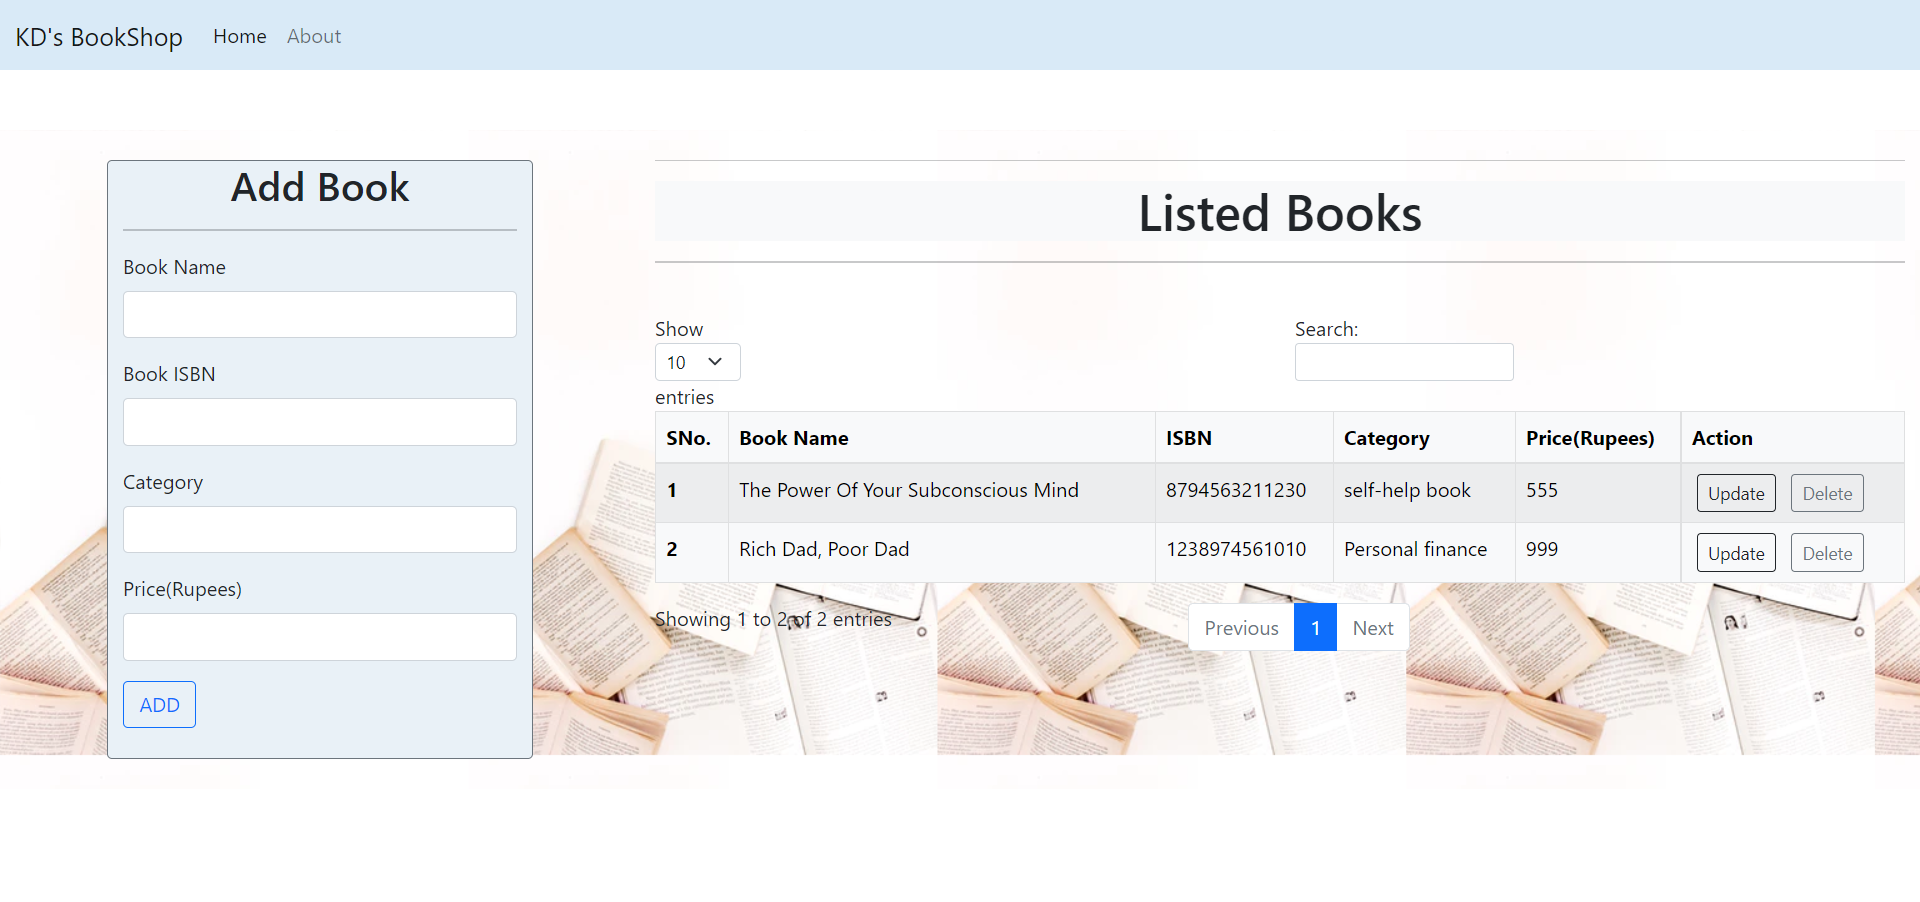 KD's BookShop Home About
Add Book
Book Name
Book ISBN
Category
Price(Rupees)
ADD
Listed Books
Show
10
entries
Search:
SNo. Book Name ISBN Category Price(Rupees) Action
1 The Power Of Your Subconscious Mind 8794563211230 self-help book 555 Update Delete
2 Rich Dad, Poor Dad 1238974561010 Personal finance 999 Update Delete
Showing 1 to 2 of 2 entries
Previous 1 Next